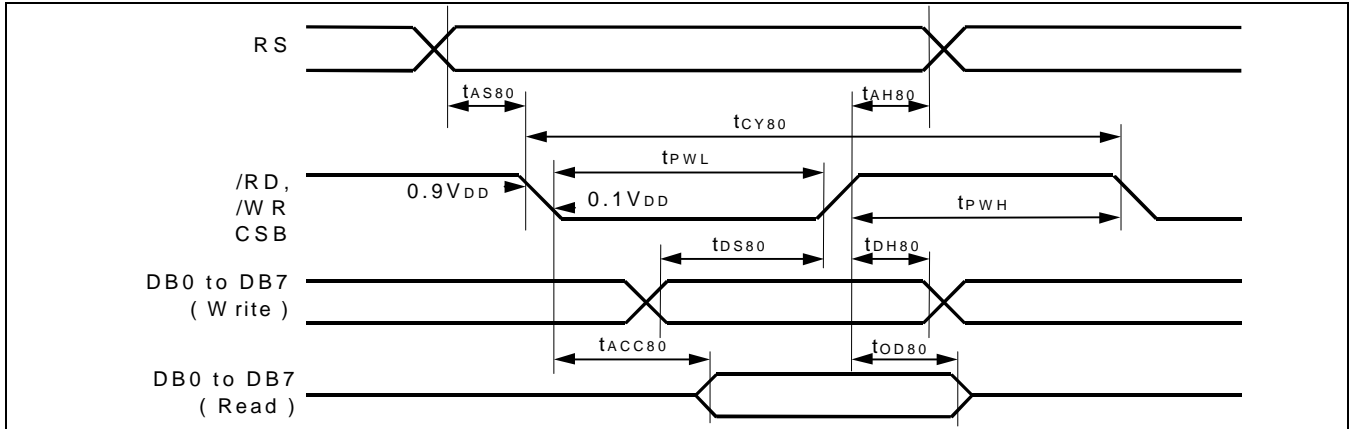 RS
tAS80
tAH80
tCY80
/RD,
/WR
CSB
0.9VDD
tPWL
0.1VDD
tPWH
tDS80
tDH80
DB0 to DB7
( Write )
tACC80
tOD80
DB0 to DB7
( Read )